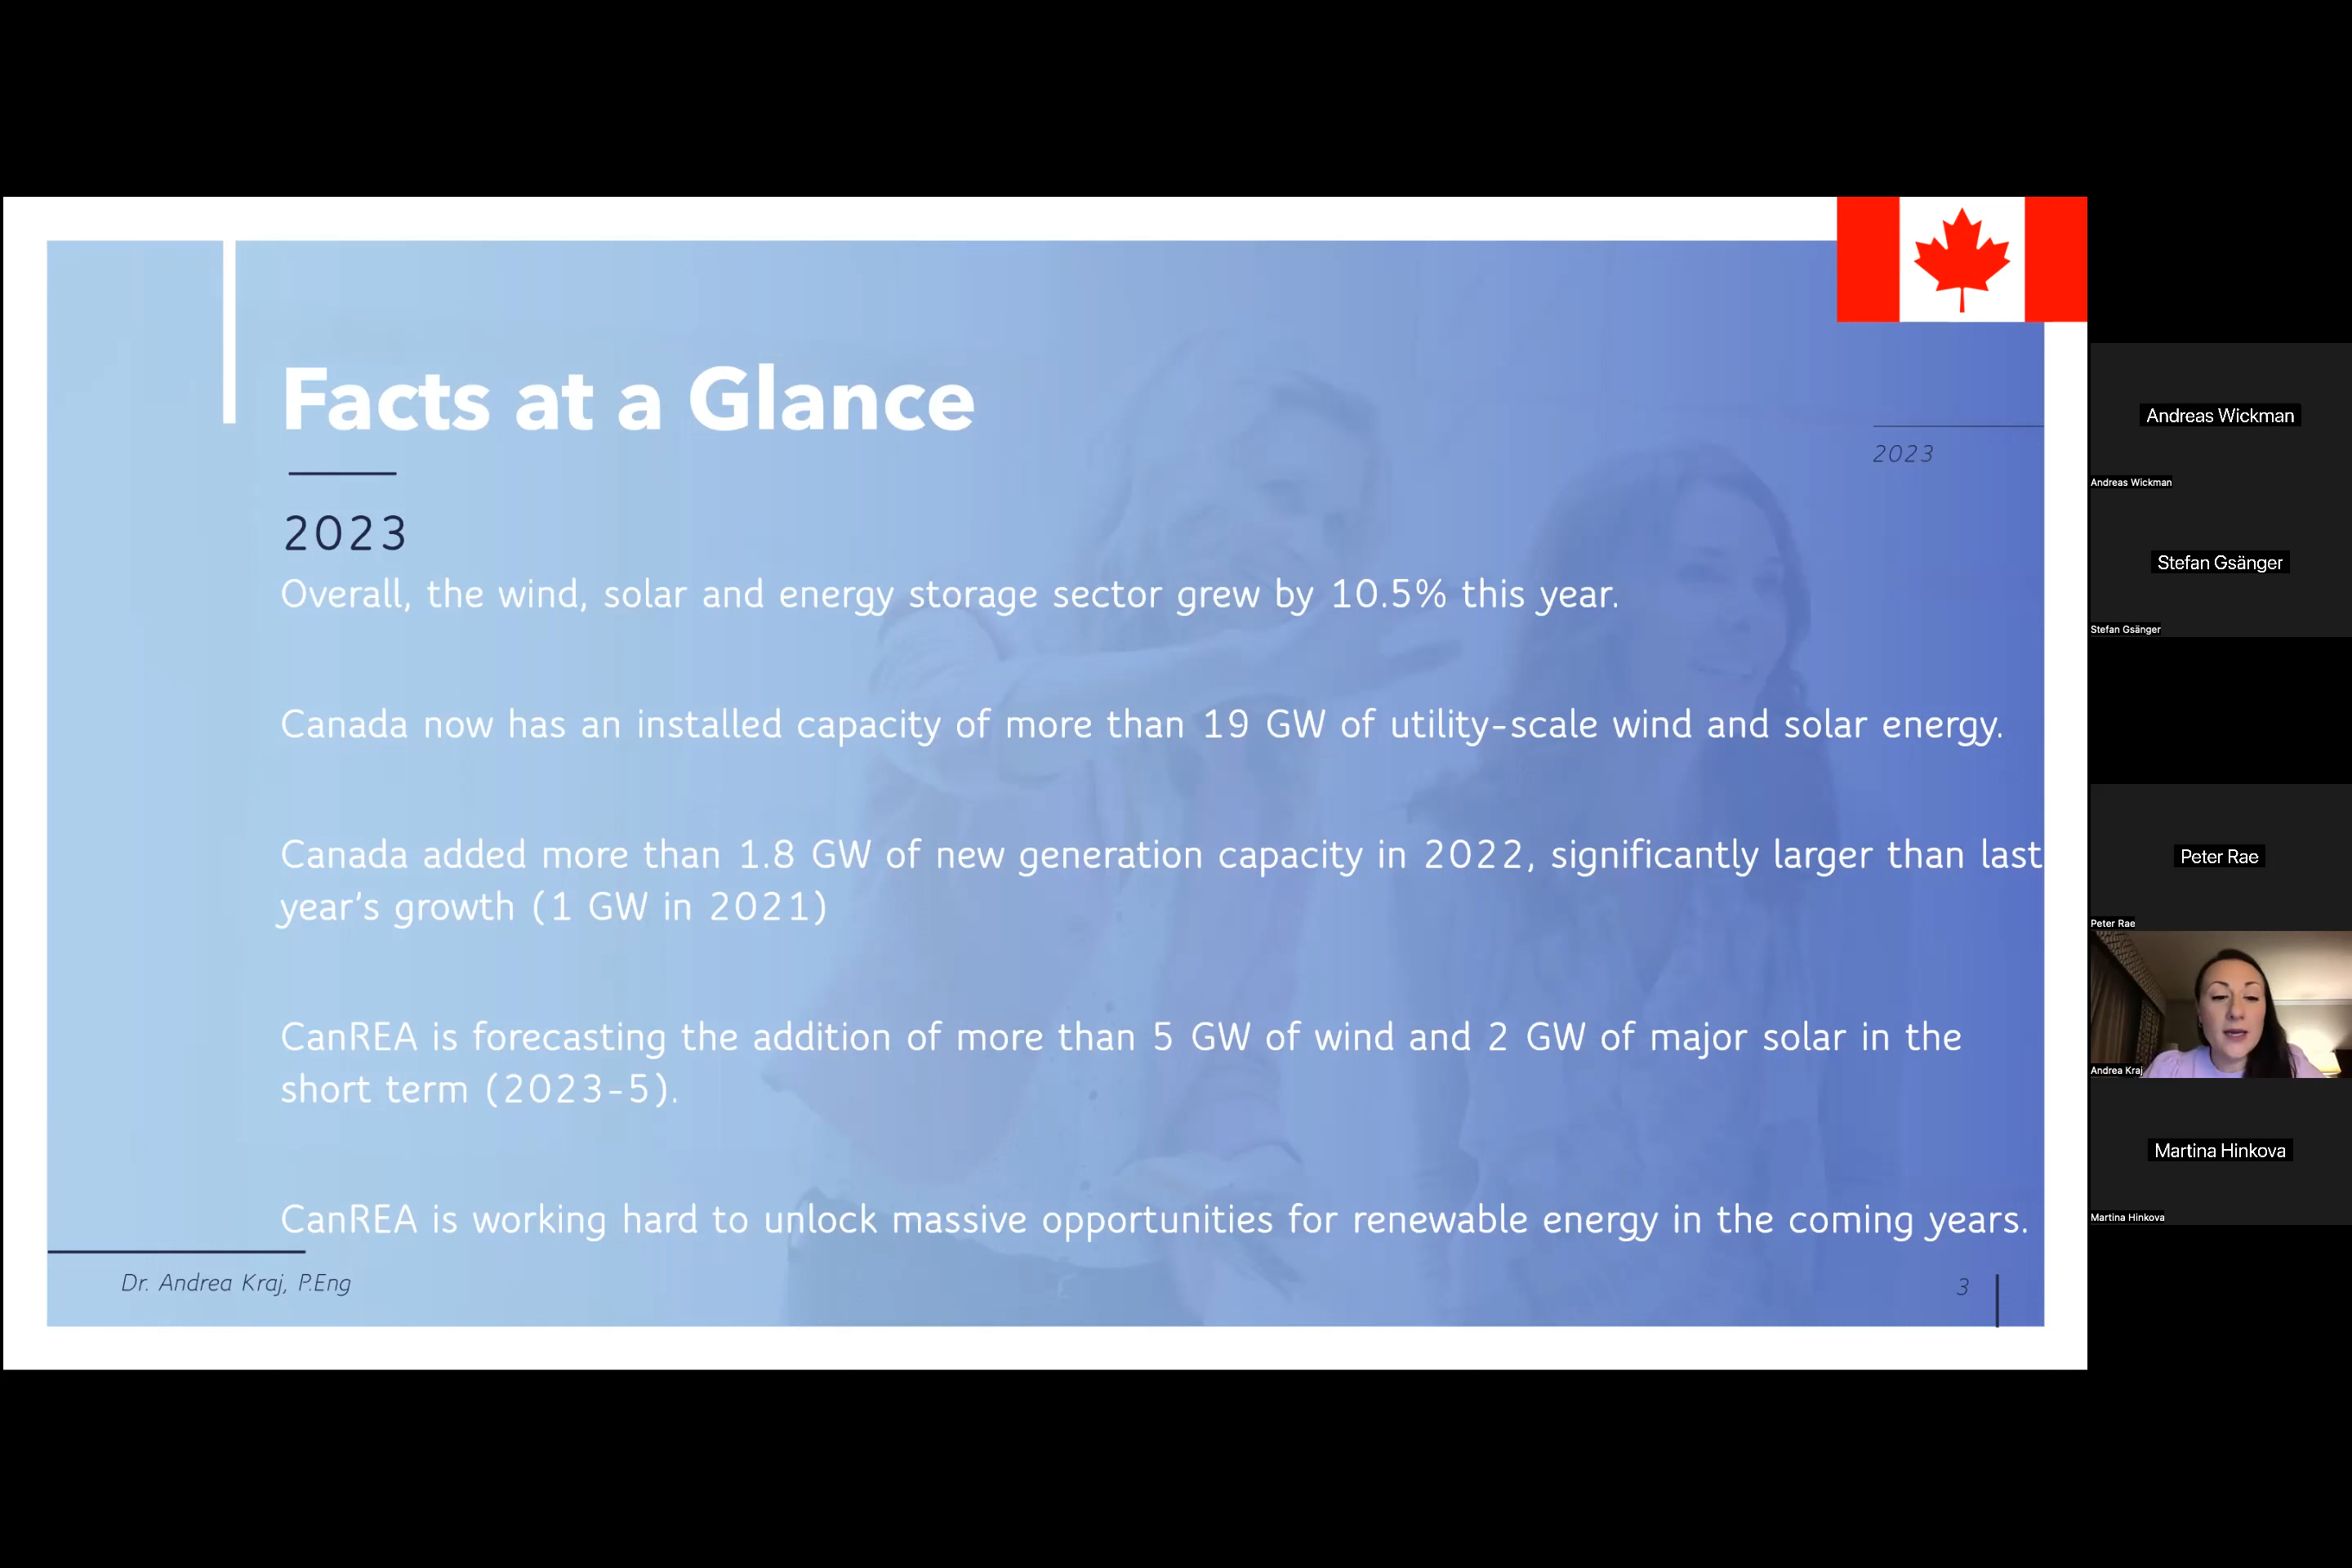 Facts at a Glance
2023
2023
Overall, the wind, solar and energy storage sector grew by 10.5% this year.
Canada now has an installed capacity of more than 19 GW of utility-scale wind and solar energy.
Canada added more than 1.8 GW of new generation capacity in 2022, significantly larger than last
year's growth (1 GW in 2021)
CanREA is forecasting the addition of more than 5 GW of wind and 2 GW of major solar in the
short term (2023-5).
CanREA is working hard to unlock massive opportunities for renewable energy in the coming years.
Dr. Andrea Kraj, P.Eng
3
Andreas Wickman
Andreas Wickman
Stefan Gsänger
Stefan Gsänger
Peter Rae
Peter Rae
Andrea Kraj
Martina Hinkova
Martina Hinkova